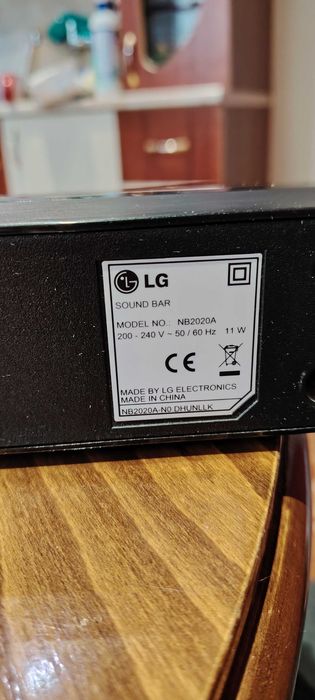 LG
SOUND BAR
MODEL NO.: NB2020A
200 - 240 V ~ 50 / 60 Hz 11 W
CE
MADE BY LG ELECTRONICS
MADE IN CHINA
NB2020A-N0 DHUNLLK